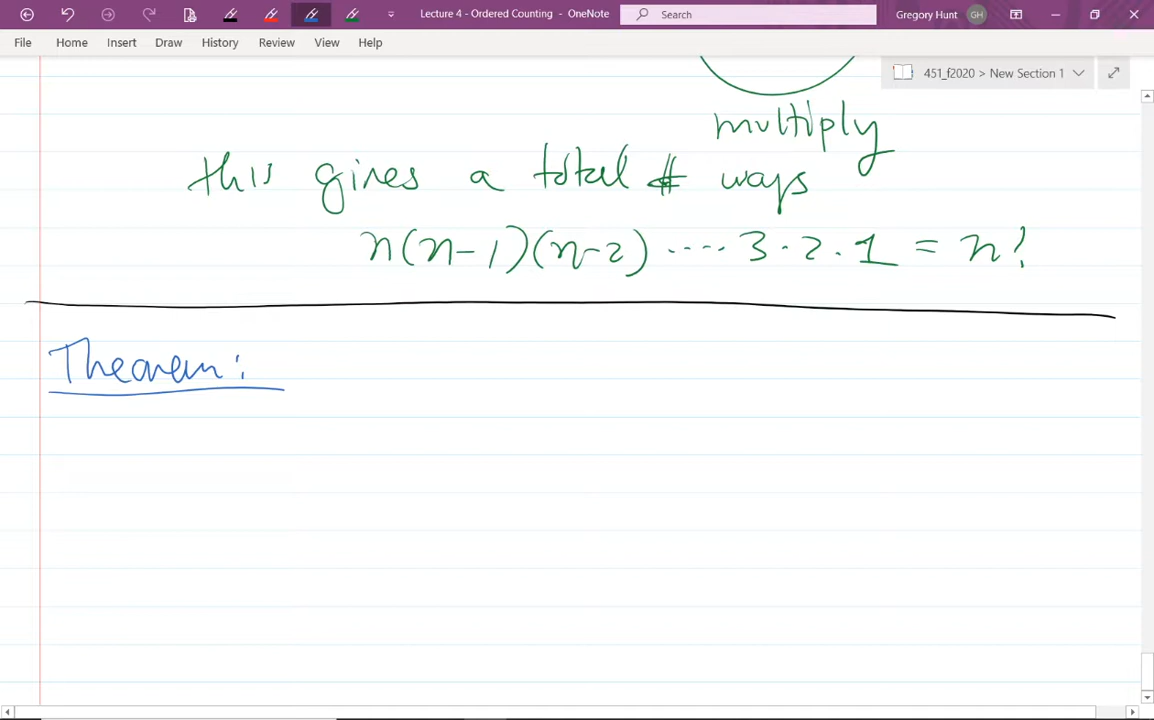 Lecture 4 - Ordered Counting - OneNote
Search
Gregory Hunt GH
File Home Insert Draw History Review View Help
451_f2020 > New Section 1
multiply
this gives a total # ways
n(n-1)(n-2) ···· 3·2·1 = n!
Theorem: